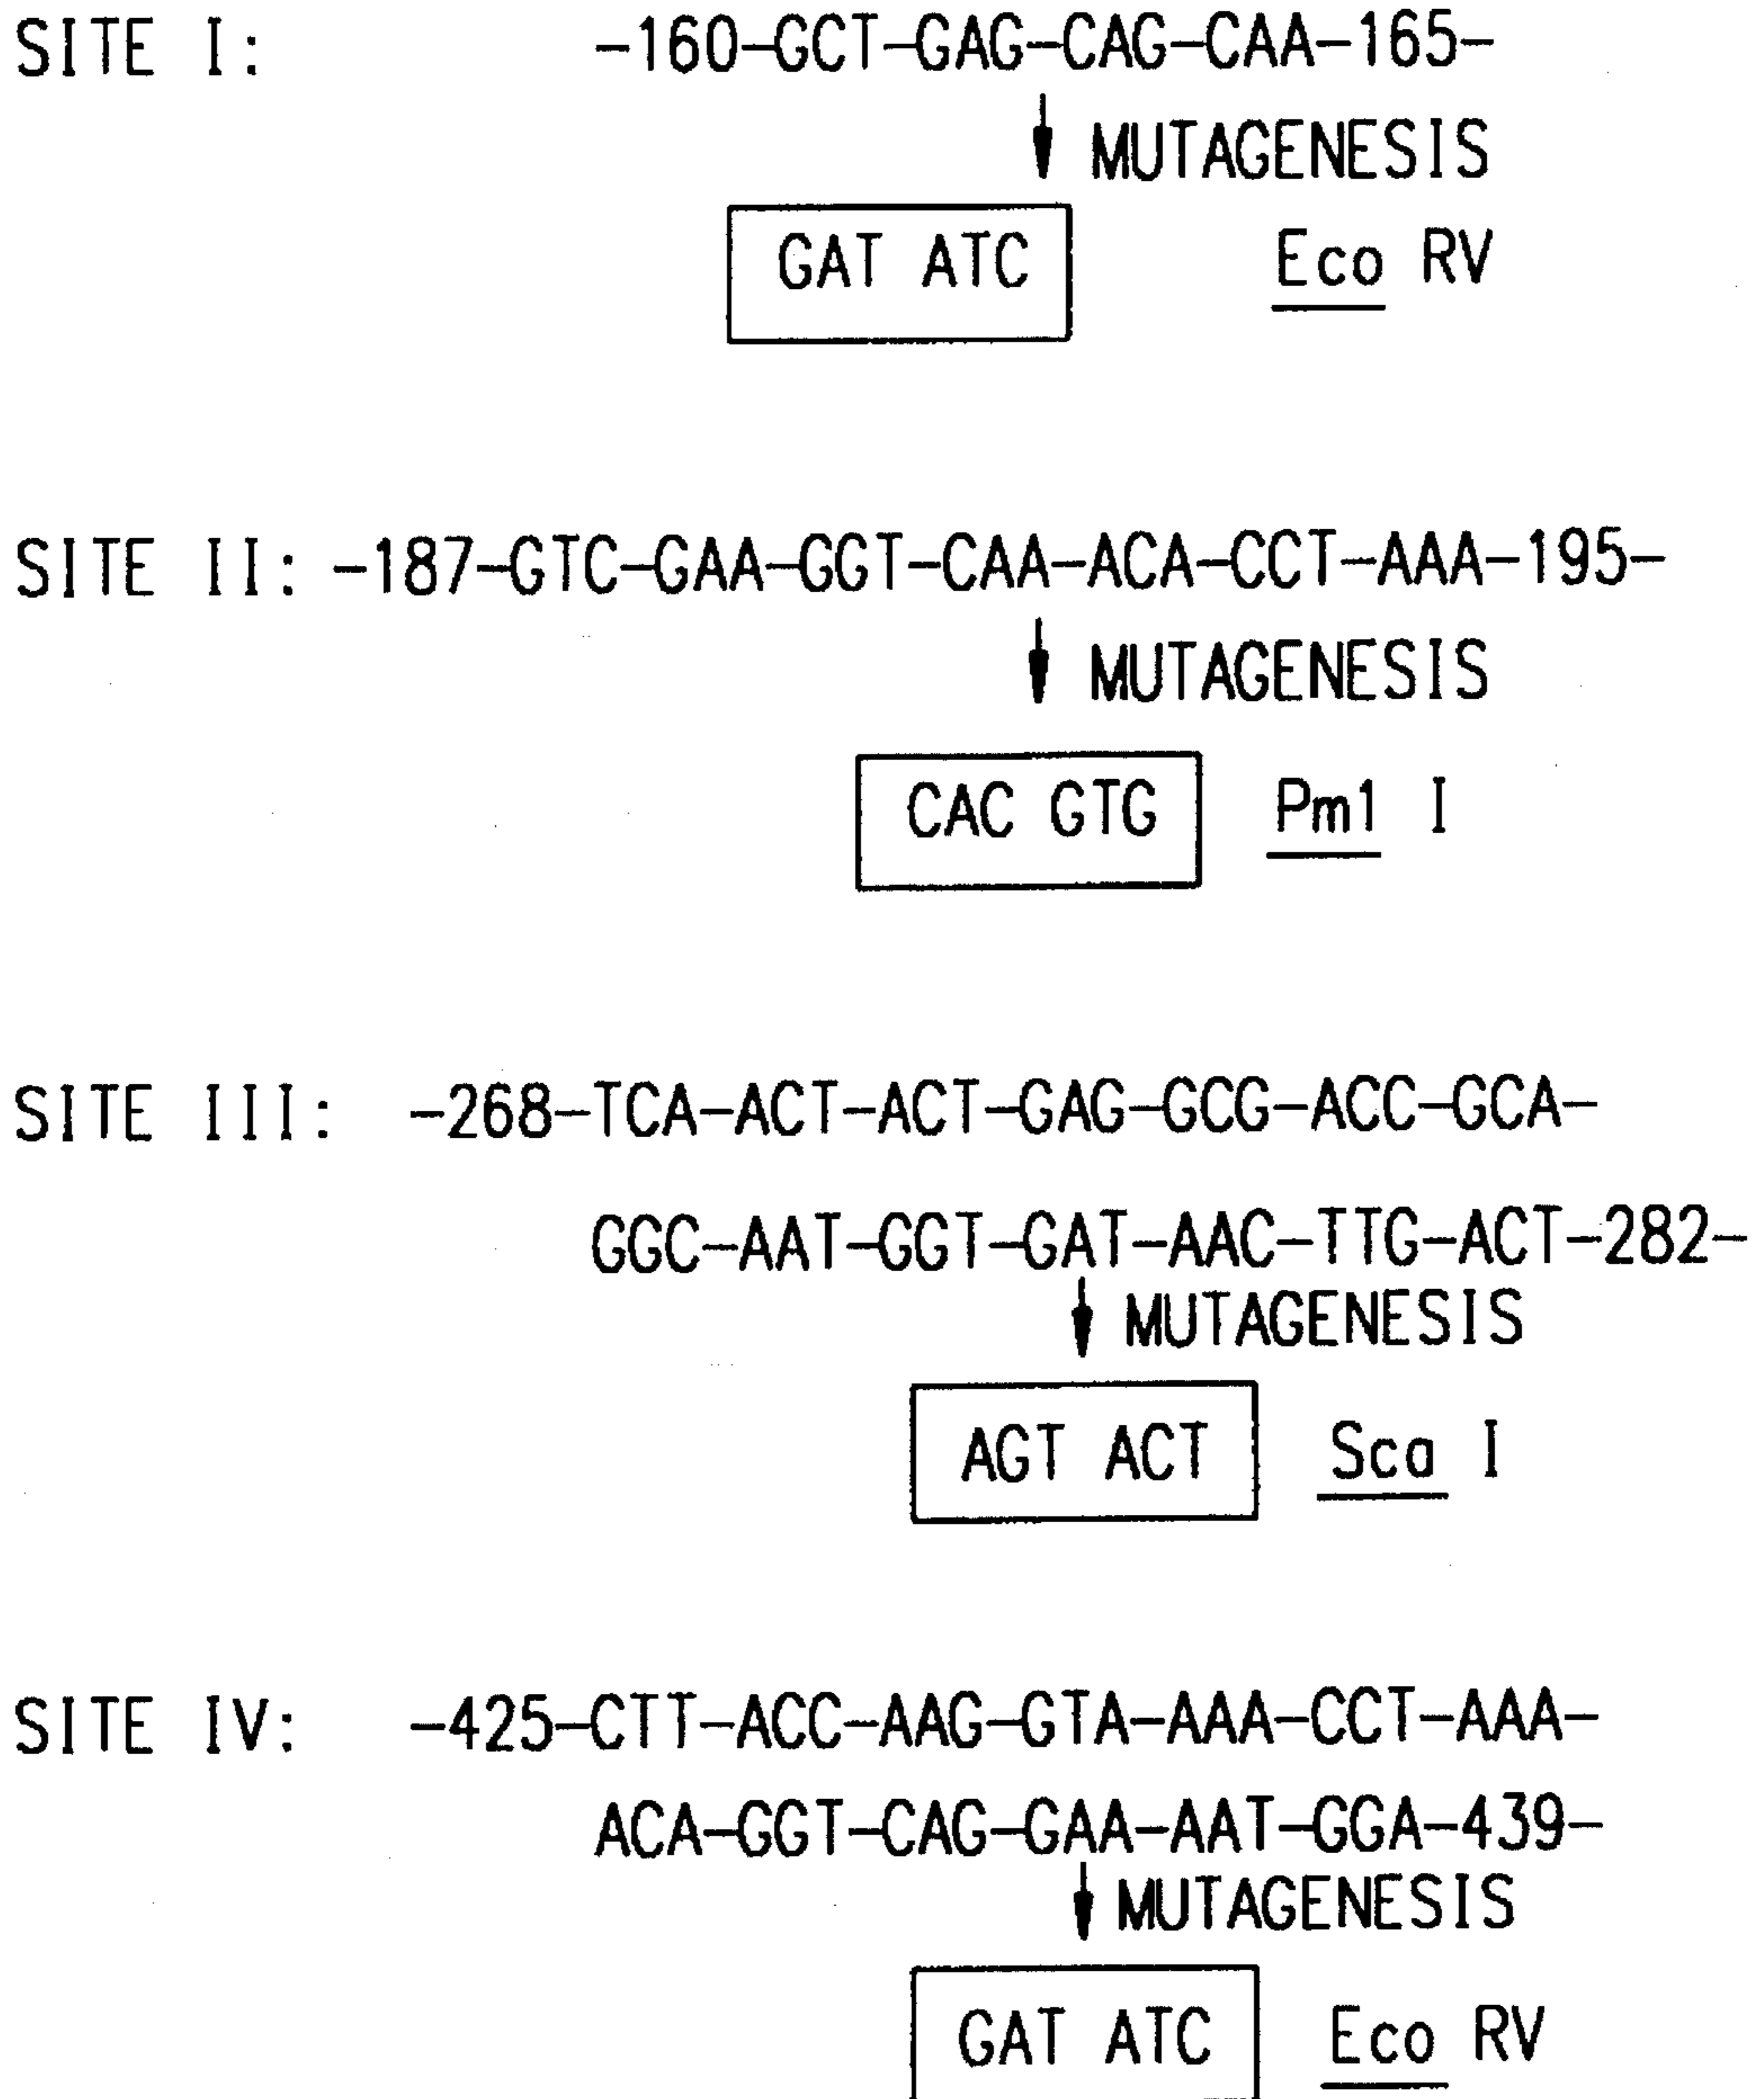 SITE I: -160-GCT-GAG-CAG-CAA-165-
MUTAGENESIS
GAT ATC Eco RV
SITE II: -187-GTC-GAA-GGT-CAA-ACA-CCT-AAA-195-
MUTAGENESIS
CAC GTG Pm1 I
SITE III: -268-TCA-ACT-ACT-GAG-GCG-ACC-GCA-
GGC-AAT-GGT-GAT-AAC-TTG-ACT-282-
MUTAGENESIS
AGT ACT Sca I
SITE IV: -425-CTT-ACC-AAG-GTA-AAA-CCT-AAA-
ACA-GGT-CAG-GAA-AAT-GGA-439-
MUTAGENESIS
GAT ATC Eco RV